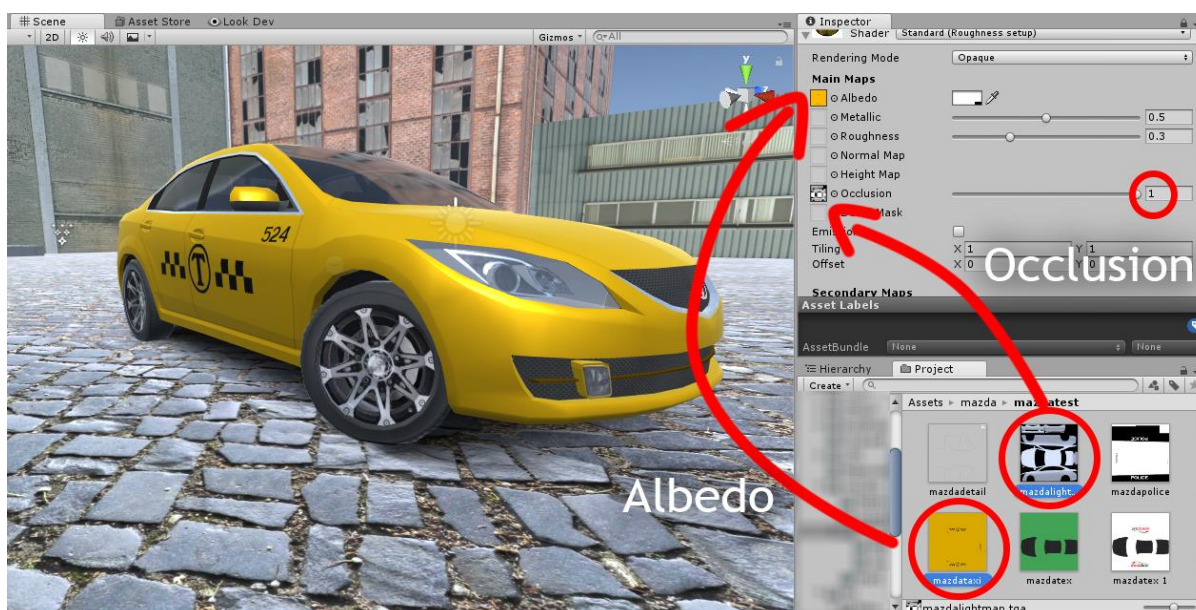 Scene
Asset Store
Look Dev
2D
Gizmos
All
524
T
Albedo
Inspector
Shader
Standard (Roughness setup)
Rendering Mode
Opaque
Main Maps
Albedo
Metallic
0.5
Roughness
0.3
Normal Map
Height Map
Occlusion
1
Mask
Tiling
X 1
Y 1
Offset
X 0
Y 0
Occlusion
Secondary Maps
Asset Labels
AssetBundle
None
None
Hierarchy
Project
Create
Assets ▸ mazda ▸ mazdatest
mazdadetail
mazdalight..
mazdapolice
POLICE
mazdataxi
mazdatex
mazdatex 1
mazdalightmap.tga